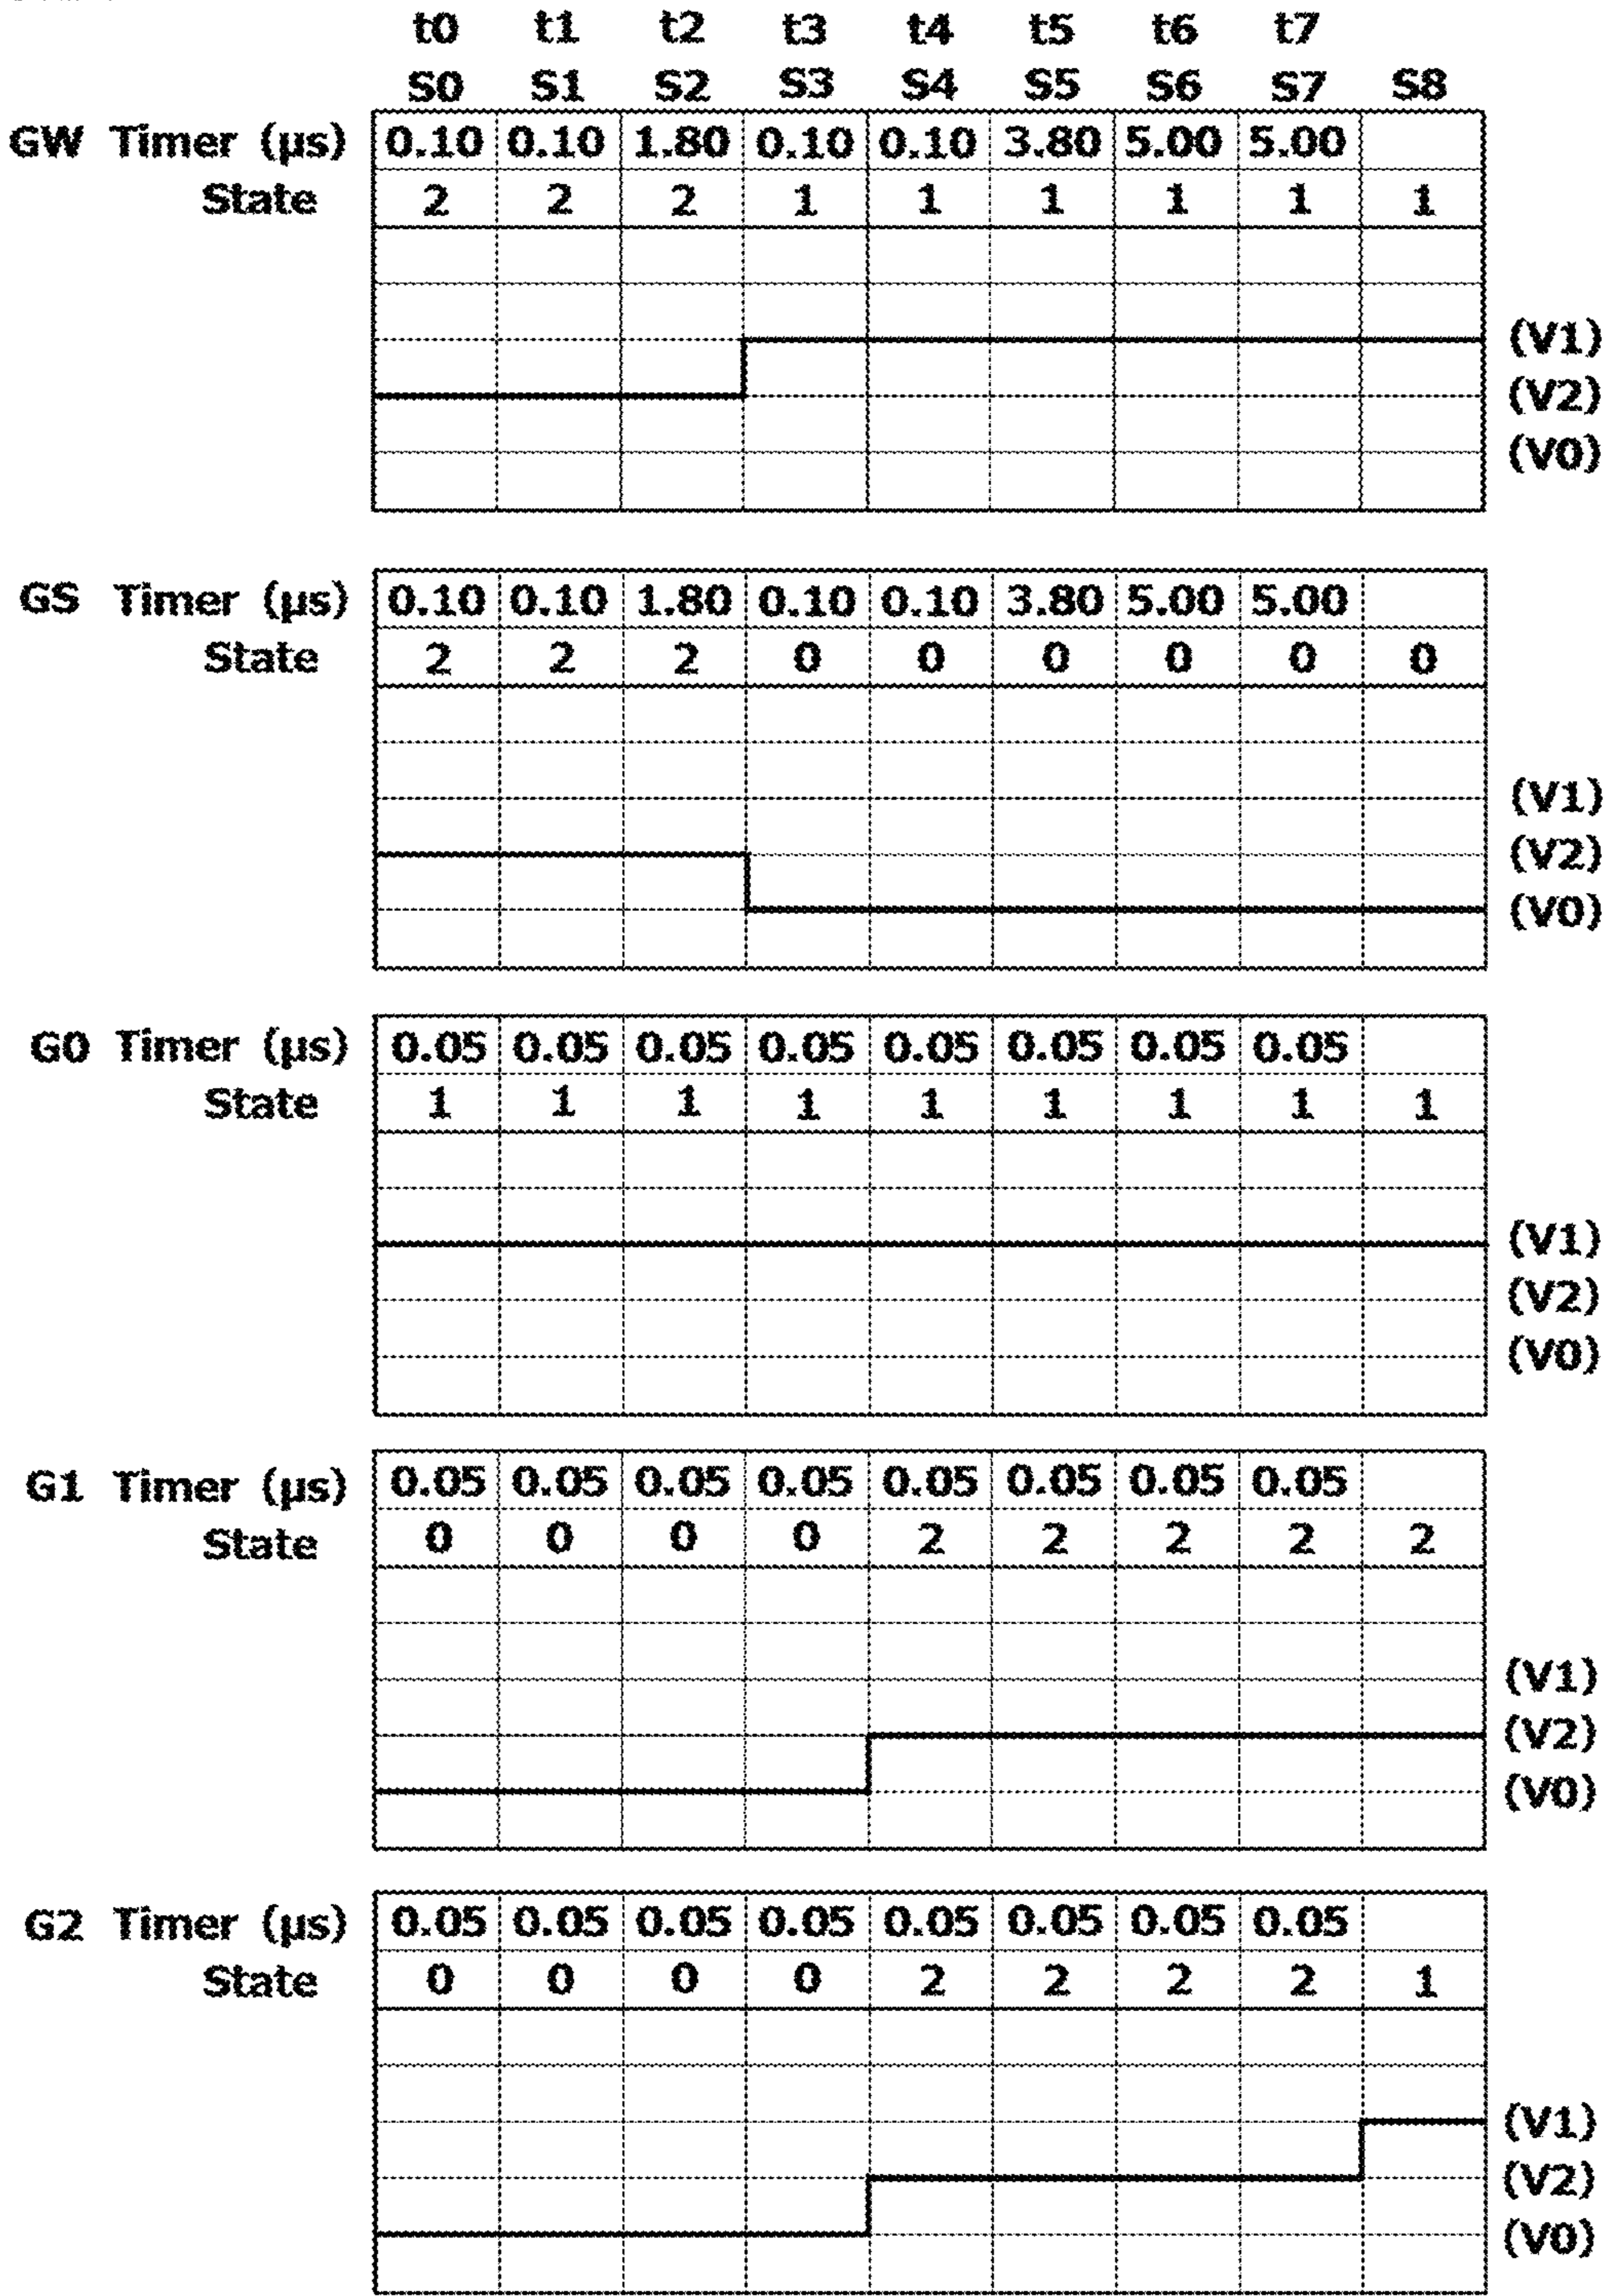 t0 t1 t2 t3 t4 t5 t6 t7
S0 S1 S2 S3 S4 S5 S6 S7 S8
GW Timer (µs) 0.10 0.10 1.80 0.10 0.10 3.80 5.00 5.00
State 2 2 2 1 1 1 1 1 1
(V1)
(V2)
(V0)
GS Timer (µs) 0.10 0.10 1.80 0.10 0.10 3.80 5.00 5.00
State 2 2 2 0 0 0 0 0 0
(V1)
(V2)
(V0)
G0 Timer (µs) 0.05 0.05 0.05 0.05 0.05 0.05 0.05 0.05
State 1 1 1 1 1 1 1 1 1
(V1)
(V2)
(V0)
G1 Timer (µs) 0.05 0.05 0.05 0.05 0.05 0.05 0.05 0.05
State 0 0 0 0 2 2 2 2 2
(V1)
(V2)
(V0)
G2 Timer (µs) 0.05 0.05 0.05 0.05 0.05 0.05 0.05 0.05
State 0 0 0 0 2 2 2 2 1
(V1)
(V2)
(V0)